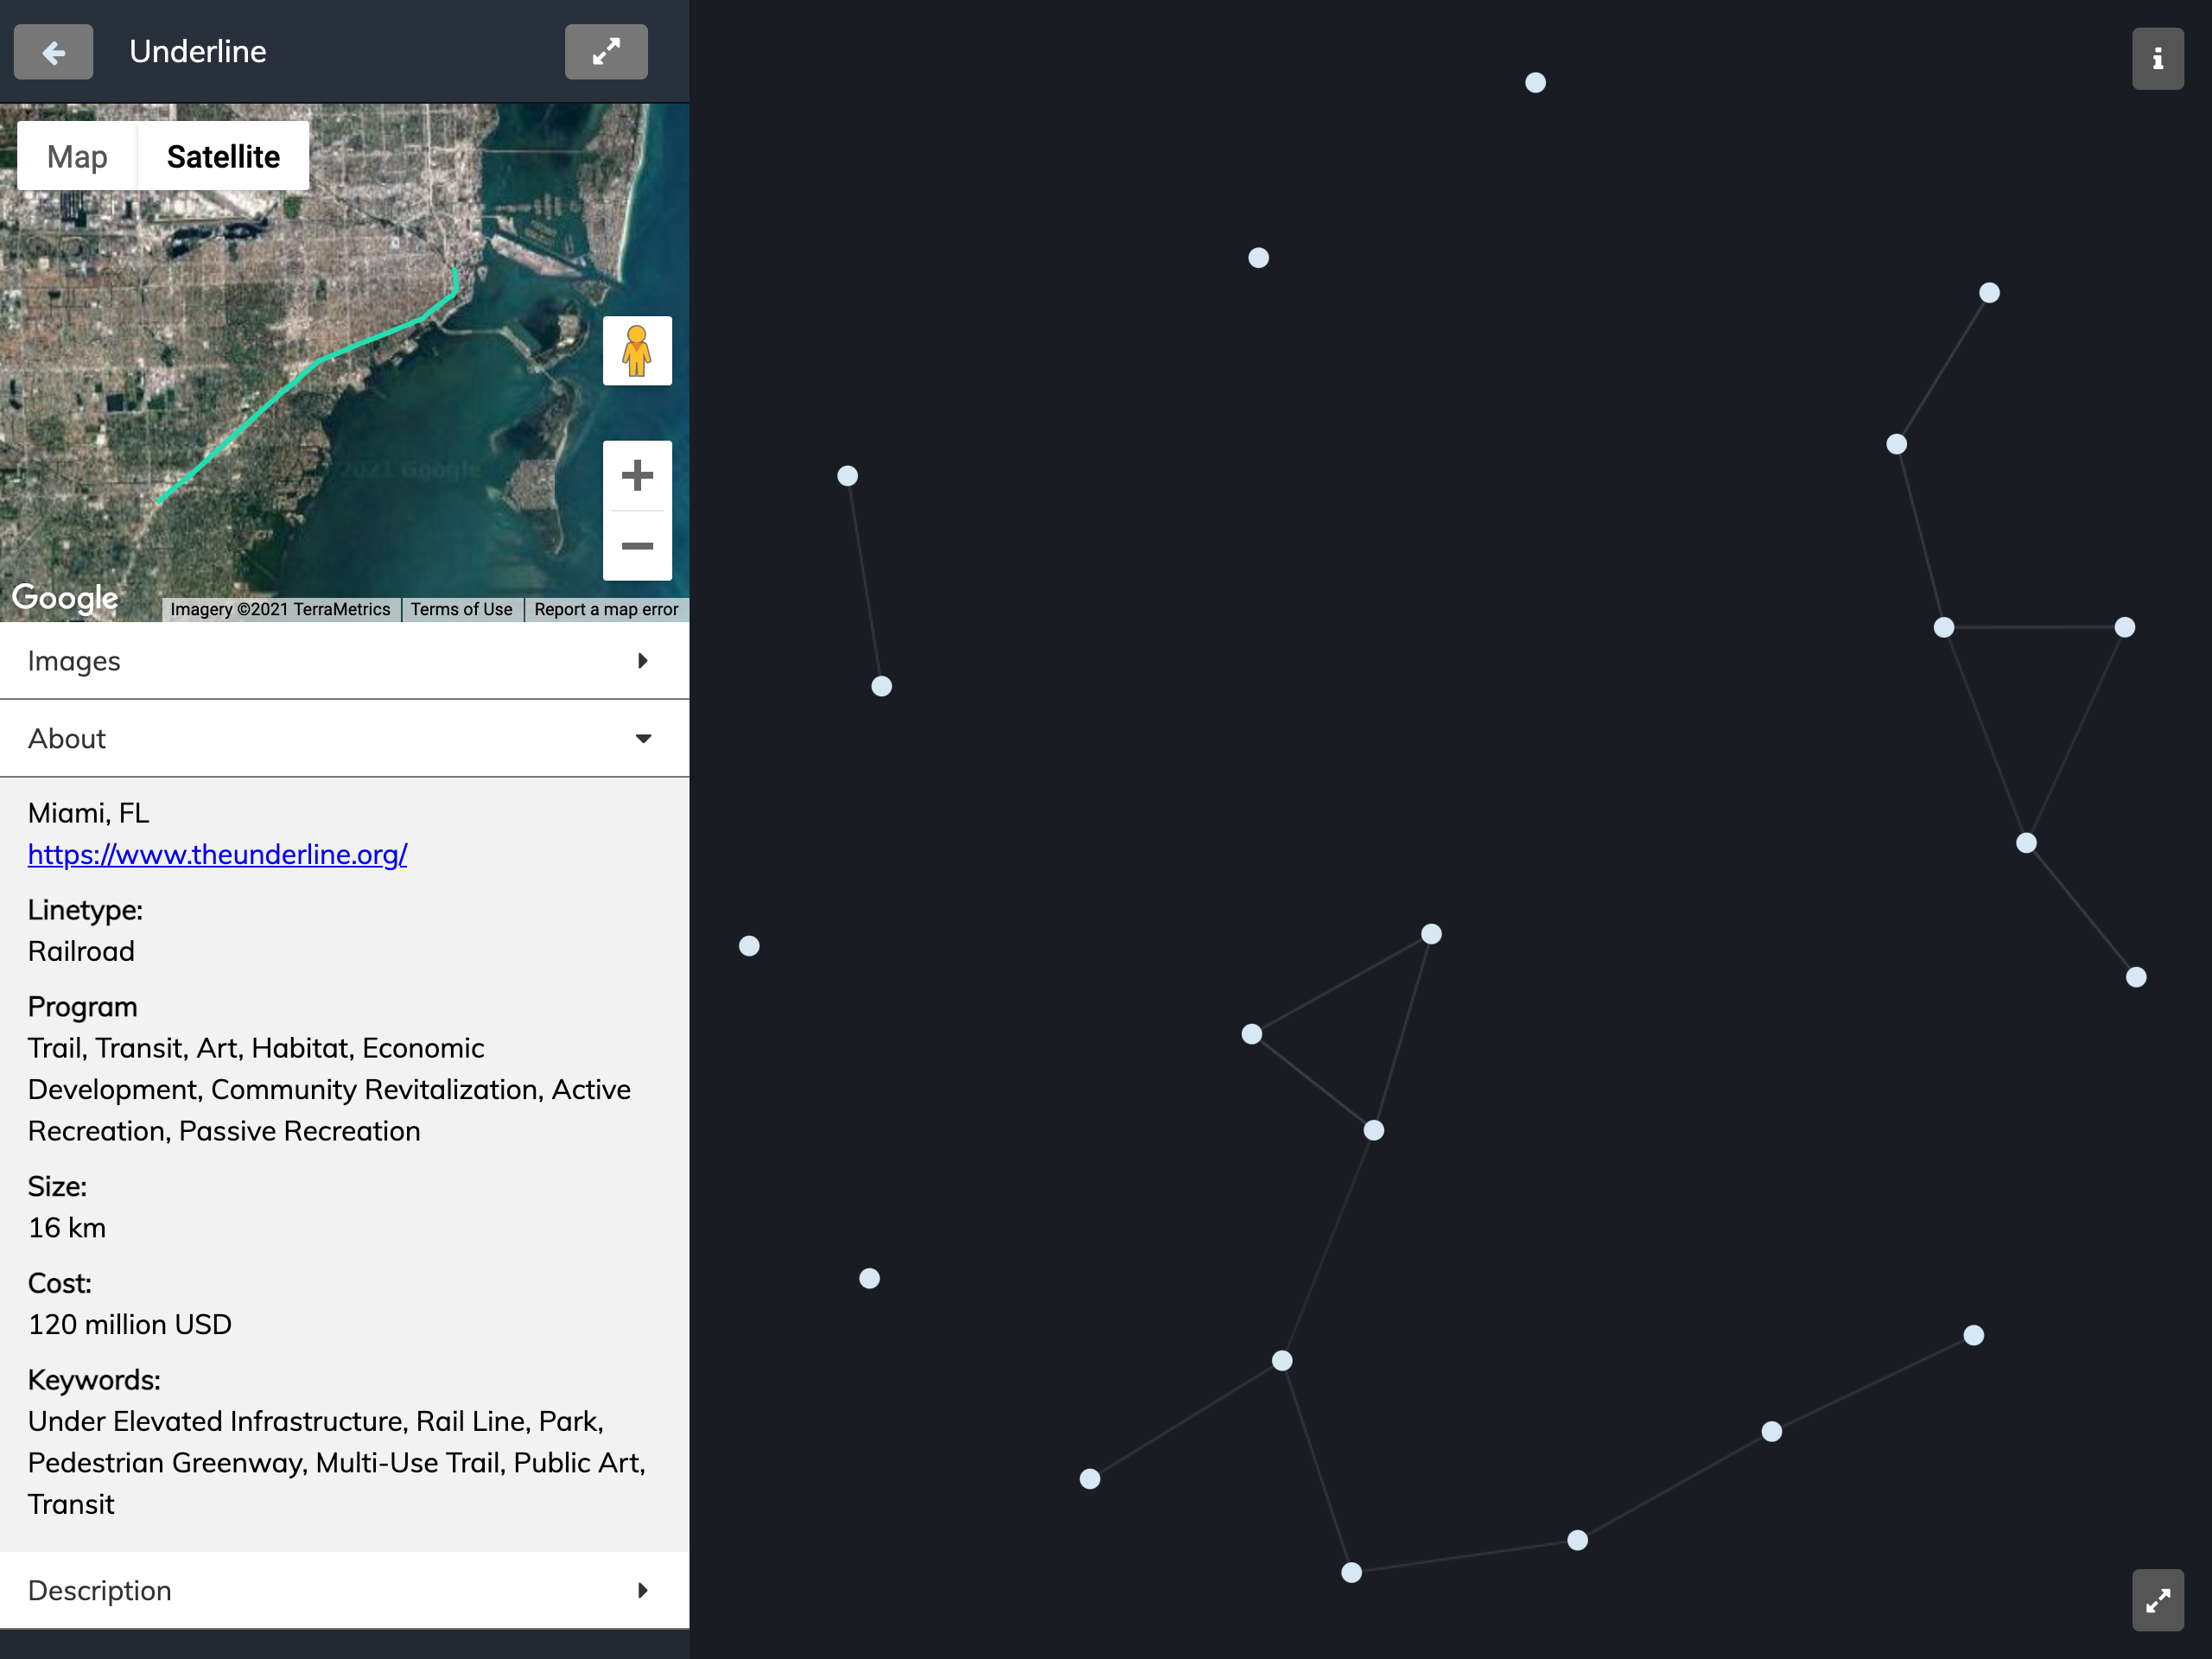 Underline
Map
Satellite
2021 Google
Google
Imagery ©2021 TerraMetrics
Terms of Use
Report a map error
Images
About
Miami, FL
https://www.theunderline.org/
Linetype:
Railroad
Program
Trail, Transit, Art, Habitat, Economic
Development, Community Revitalization, Active
Recreation, Passive Recreation
Size:
16 km
Cost:
120 million USD
Keywords:
Under Elevated Infrastructure, Rail Line, Park,
Pedestrian Greenway, Multi-Use Trail, Public Art,
Transit
Description